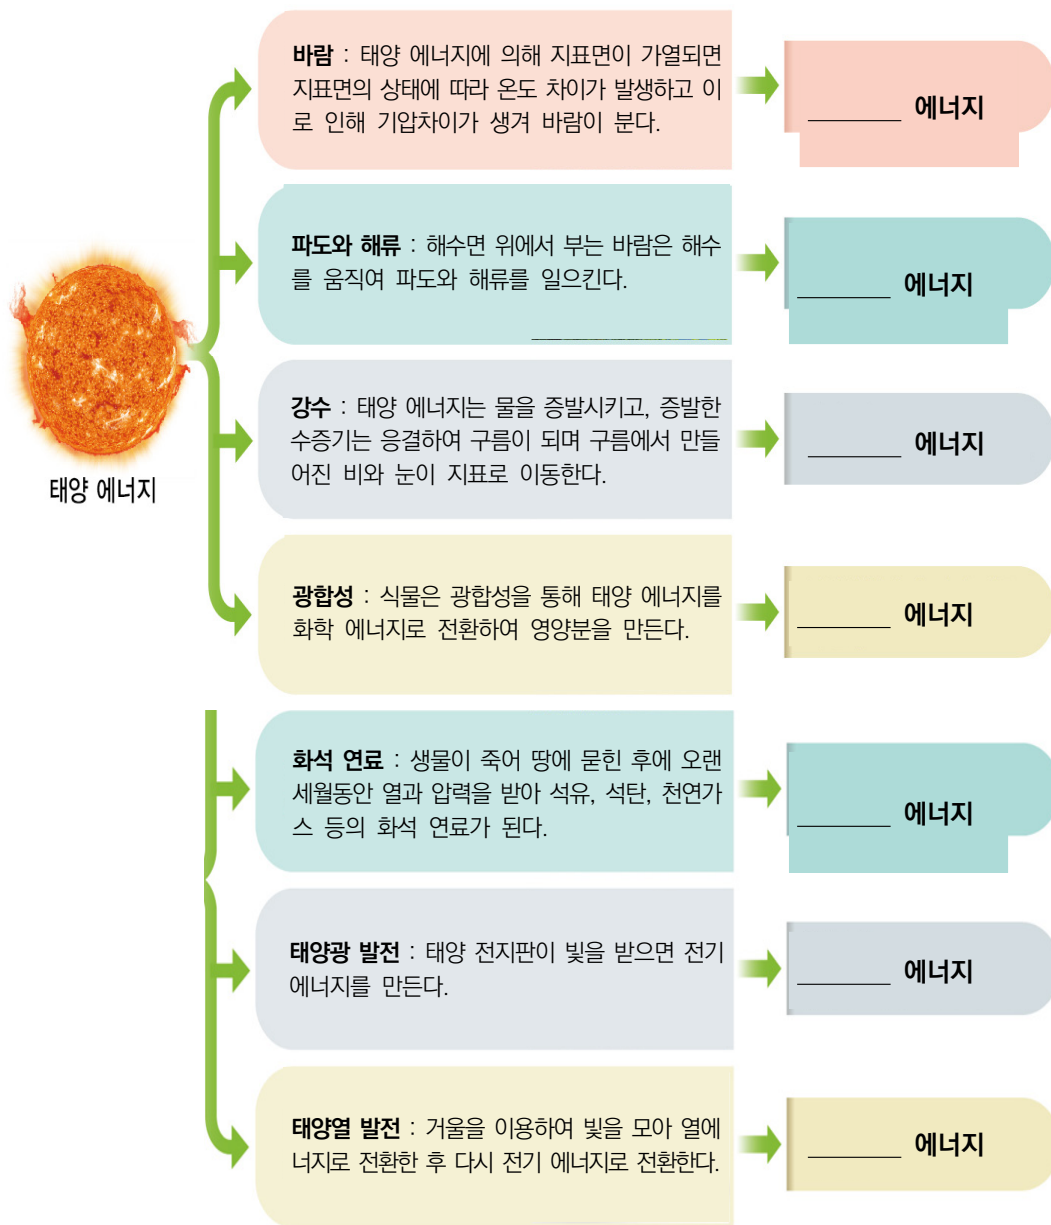 바람 : 태양 에너지에 의해 지표면이 가열되면
지표면의 상태에 따라 온도 차이가 발생하고 이
로 인해 기압차이가 생겨 바람이 분다.
________ 에너지
파도와 해류 : 해수면 위에서 부는 바람은 해수
를 움직여 파도와 해류를 일으킨다.
________ 에너지
태양 에너지
강수 : 태양 에너지는 물을 증발시키고, 증발한
수증기는 응결하여 구름이 되며 구름에서 만들
어진 비와 눈이 지표로 이동한다.
________ 에너지
광합성 : 식물은 광합성을 통해 태양 에너지를
화학 에너지로 전환하여 영양분을 만든다.
________ 에너지
화석 연료 : 생물이 죽어 땅에 묻힌 후에 오랜
세월동안 열과 압력을 받아 석유, 석탄, 천연가
스 등의 화석 연료가 된다.
________ 에너지
태양광 발전 : 태양 전지판이 빛을 받으면 전기
에너지를 만든다.
________ 에너지
태양열 발전 : 거울을 이용하여 빛을 모아 열에
너지로 전환한 후 다시 전기 에너지로 전환한다.
________ 에너지